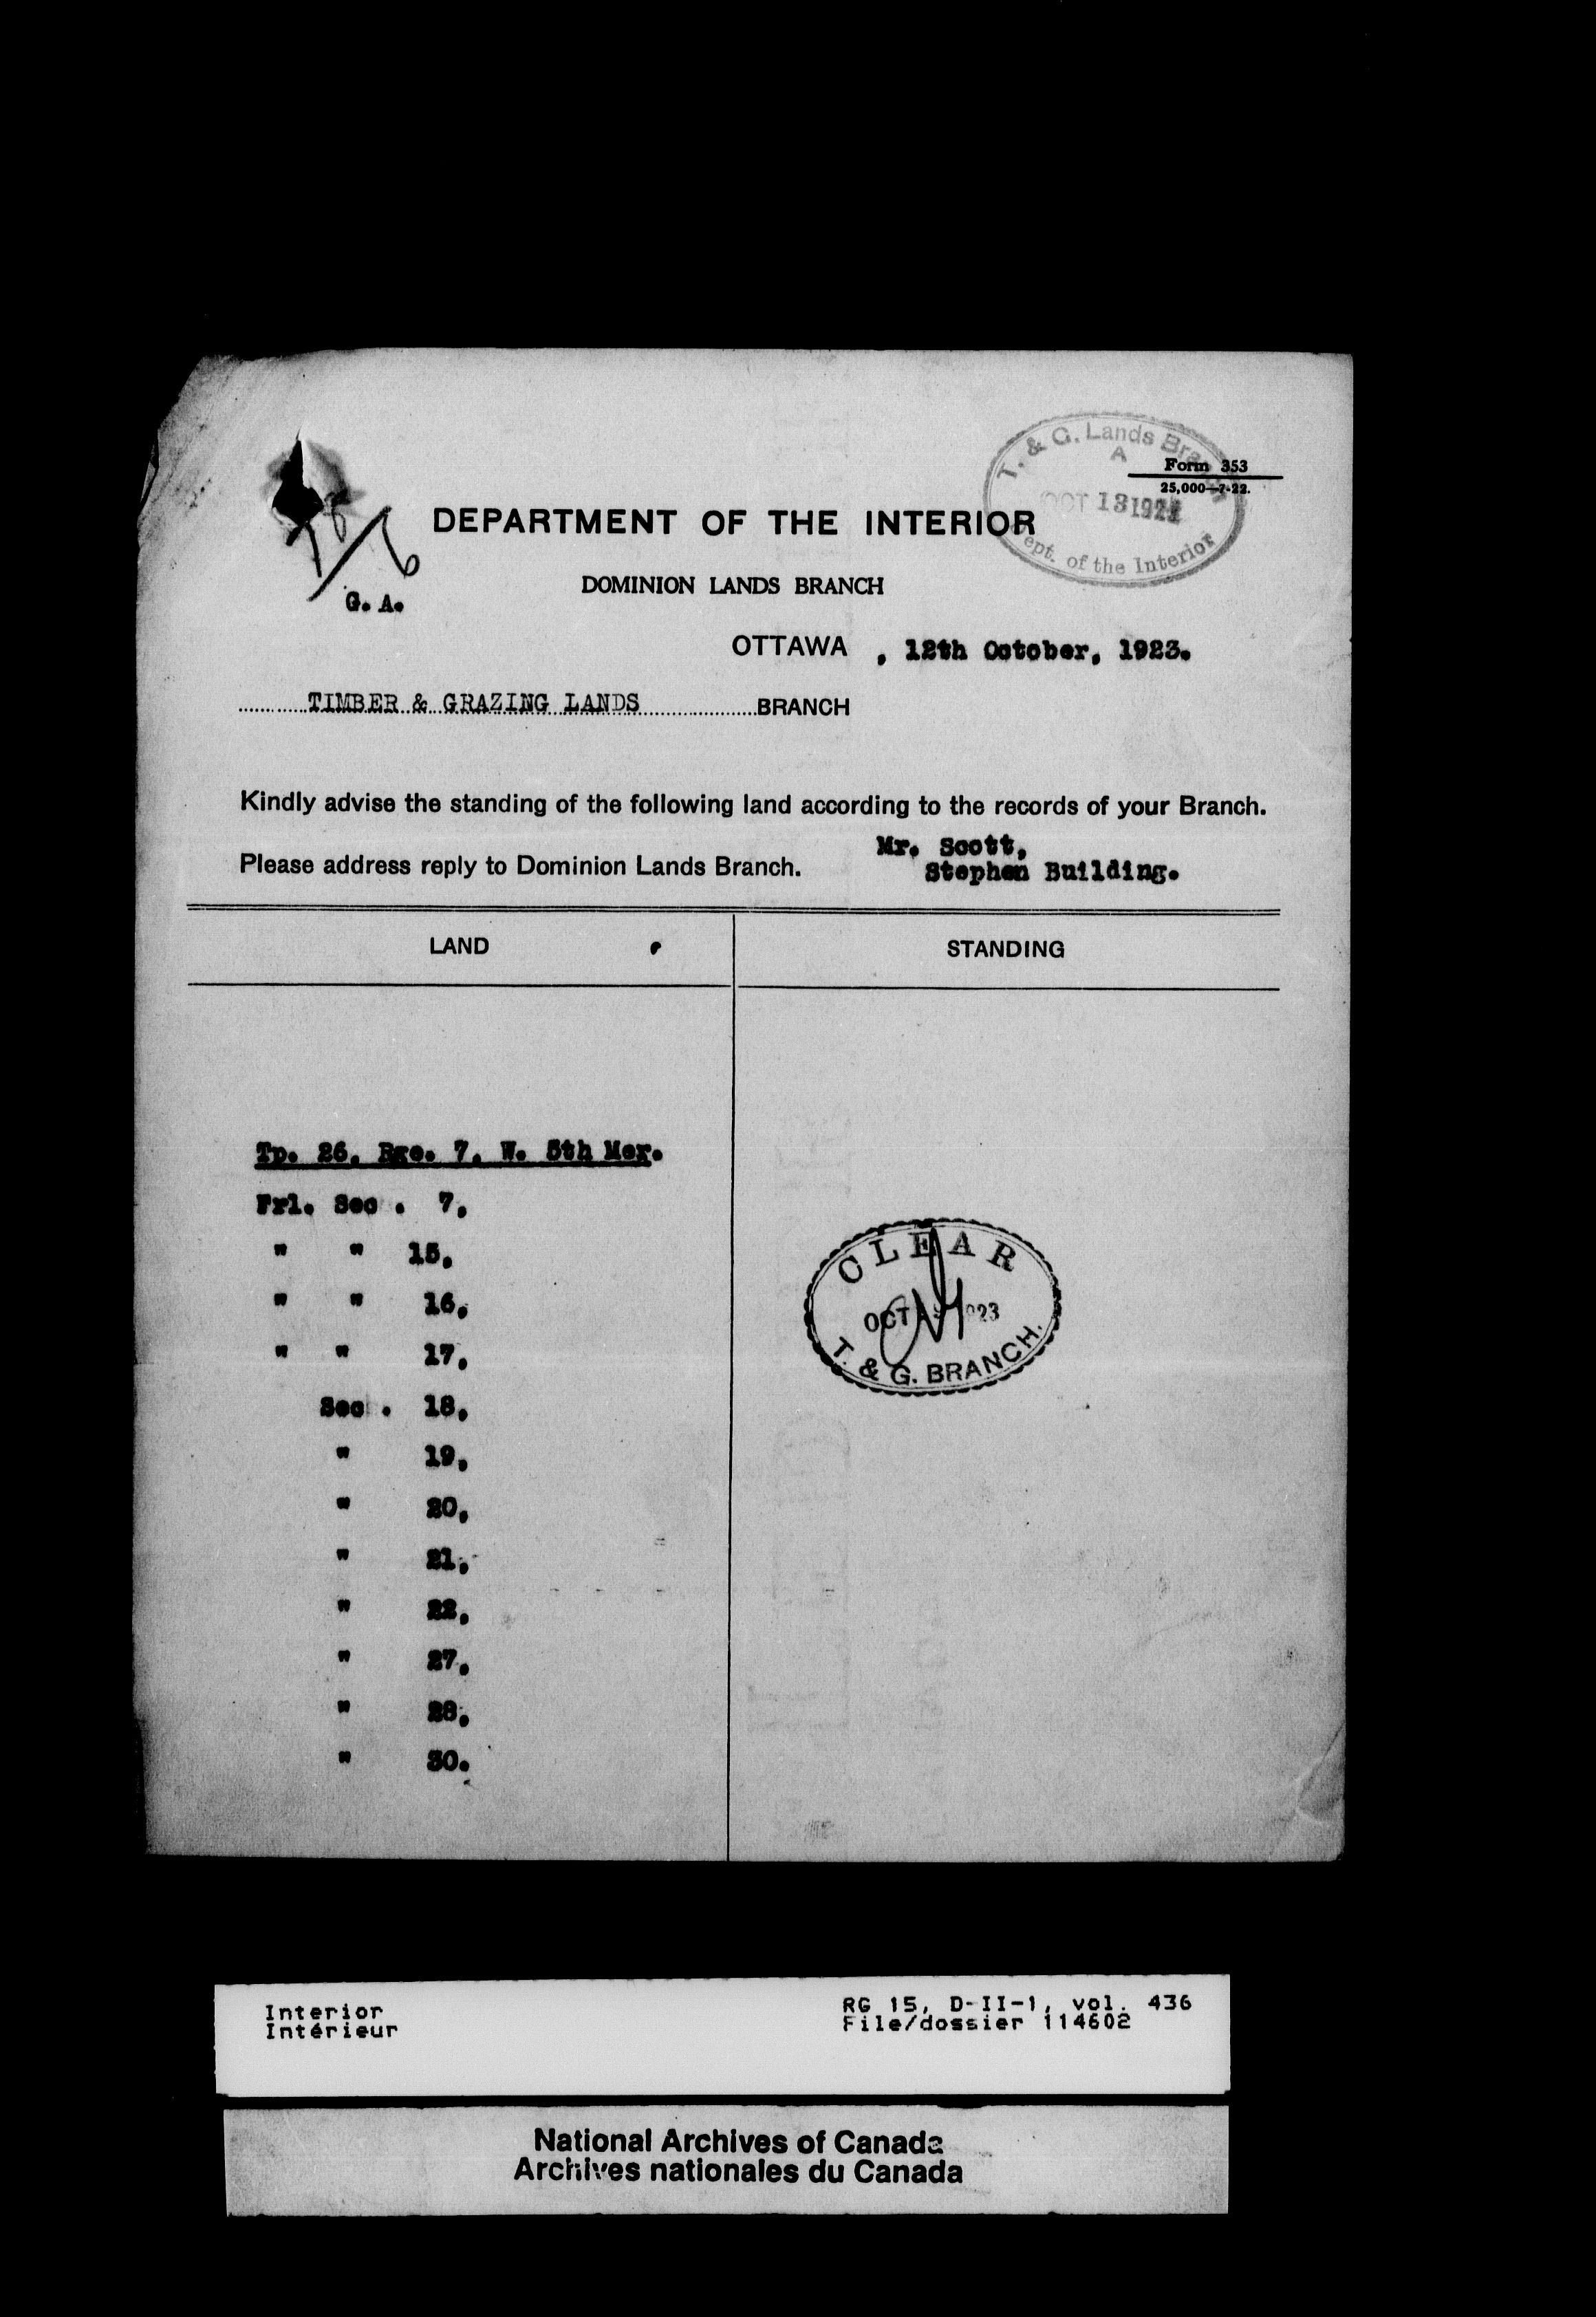 T. & G. Lands Branch
A
OCT 13 192
Dept. of the Interior
Form 353
25,000—7-22.
DEPARTMENT OF THE INTERIOR
DOMINION LANDS BRANCH
G. A.
OTTAWA , 12th October, 1923.
TIMBER & GRAZING LANDS BRANCH
Kindly advise the standing of the following land according to the records of your Branch.
Please address reply to Dominion Lands Branch. Mr. Scott,
Stephen Building.
LAND STANDING
Tp. 26, Rge. 7, W. 5th Mer.
Frl. Sec . 7,
" " 15,
" " 16,
" " 17,
Sec . 18,
" 19,
" 20,
" 21,
" 22,
" 27,
" 28,
" 30.
CLEAR
OCT 1923
T. & G. BRANCH.
Interior
Intérieur
RG 15, D-II-1, vol. 436
File/dossier 114602
National Archives of Canada
Archives nationales du Canada